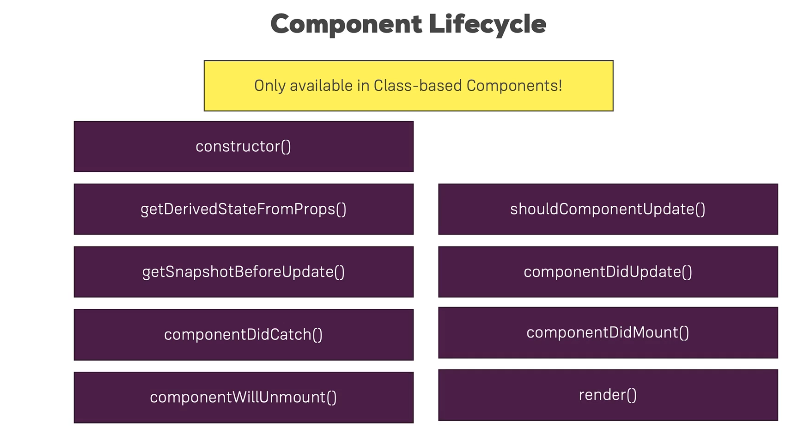 Component Lifecycle
Only available in Class-based Components!
constructor()
getDerivedStateFromProps()
shouldComponentUpdate()
getSnapshotBeforeUpdate()
componentDidUpdate()
componentDidCatch()
componentDidMount()
componentWillUnmount()
render()